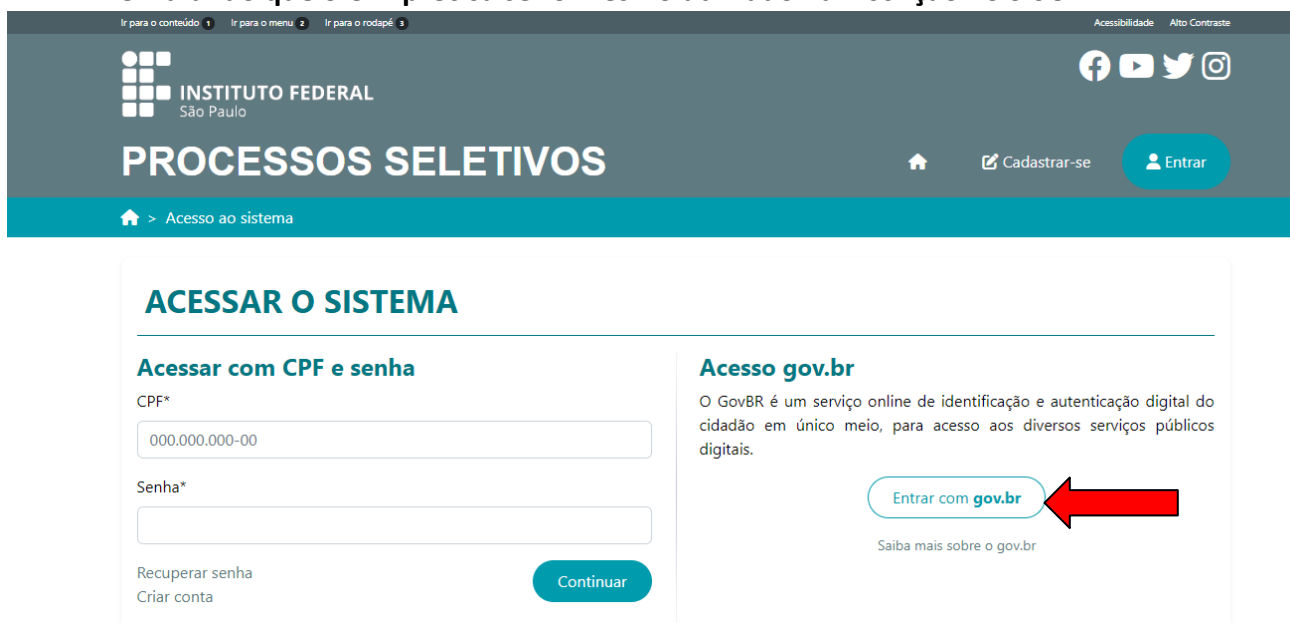 Ir para o conteúdo 1 Ir para o menu 2 Ir para o rodapé 3
Acessibilidade Alto Contraste
INSTITUTO FEDERAL
São Paulo
PROCESSOS SELETIVOS
Cadastrar-se
Entrar
> Acesso ao sistema
ACESSAR O SISTEMA
Acessar com CPF e senha
CPF*
000.000.000-00
Senha*
Recuperar senha
Criar conta
Continuar
Acesso gov.br
O GovBR é um serviço online de identificação e autenticação digital do
cidadão em único meio, para acesso aos diversos serviços públicos
digitais.
Entrar com gov.br
Saiba mais sobre o gov.br